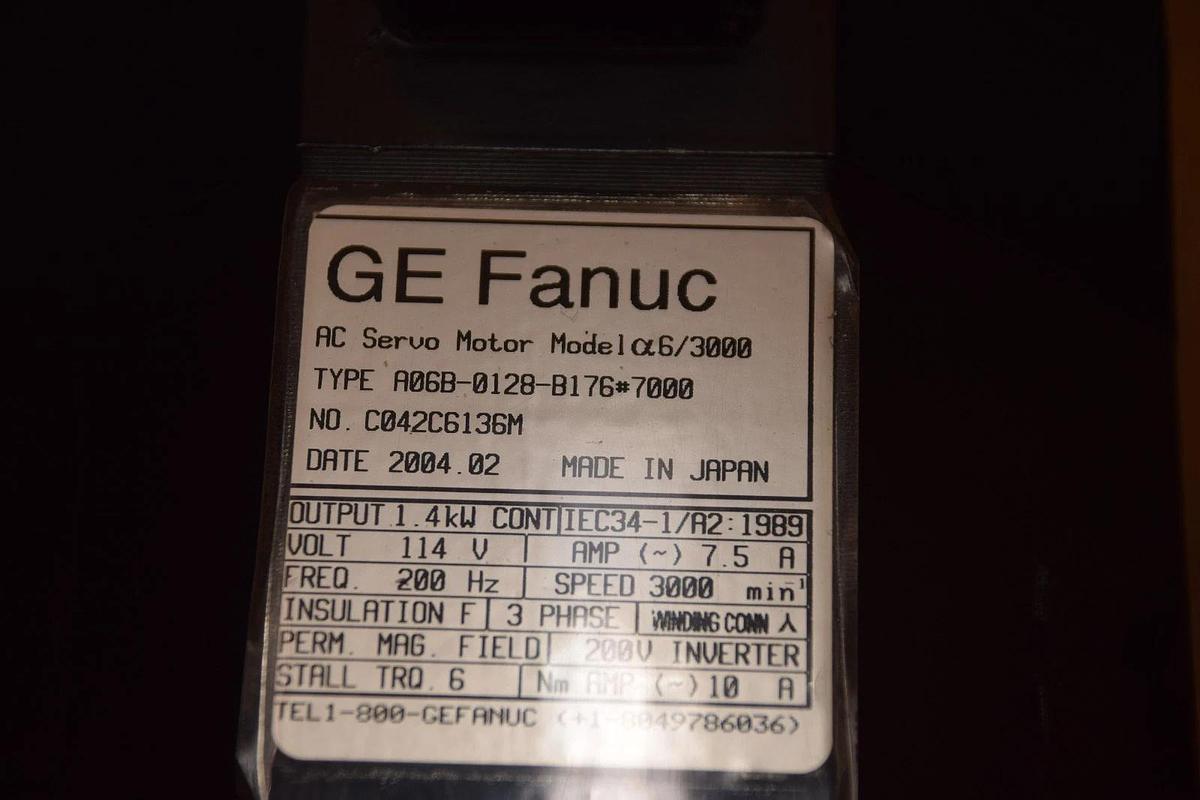 GE Fanuc
AC Servo Motor Model α6/3000
TYPE A06B-0128-B176#7000
NO. C042C6136M
DATE 2004.02 MADE IN JAPAN
OUTPUT 1.4kW CONT IEC34-1/A2:1989
VOLT 114 V AMP (~) 7.5 A
FREQ. 200 Hz SPEED 3000 min⁻¹
INSULATION F 3 PHASE WINDING CONN 人
PERM. MAG. FIELD 200V INVERTER
STALL TRQ. 6 Nm AMP (~) 10 A
TEL1-800-GEFANUC (+1-8049786036)